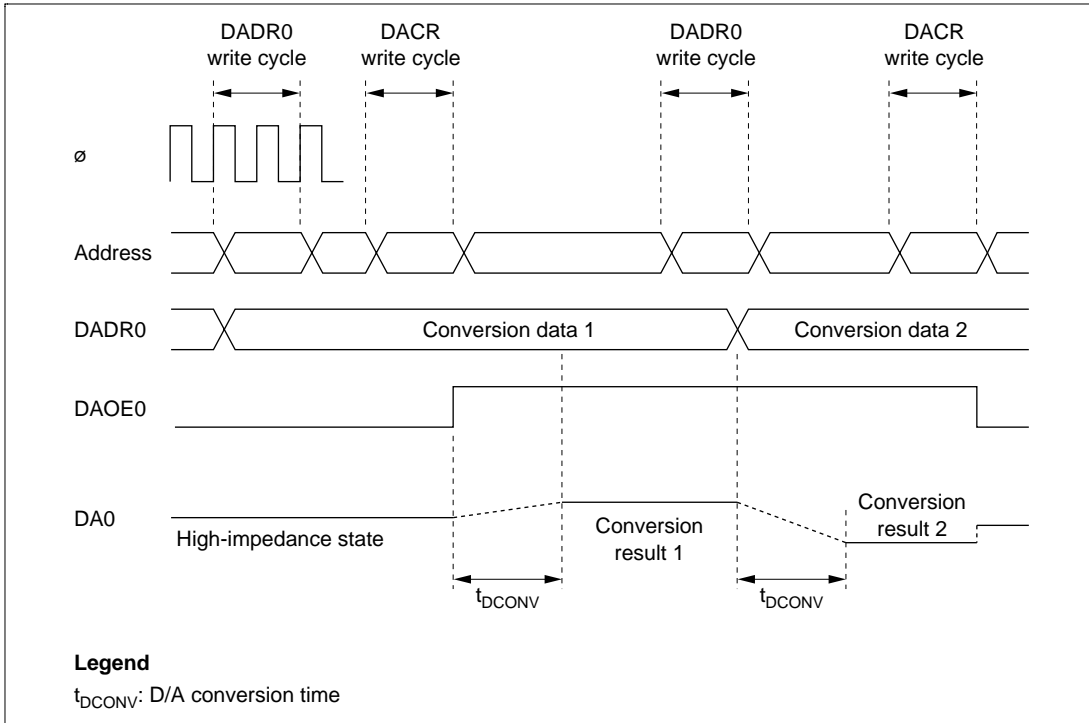 DADR0
write cycle
DACR
write cycle
DADR0
write cycle
DACR
write cycle
ø
Address
DADR0
Conversion data 1
Conversion data 2
DAOE0
DA0
High-impedance state
Conversion
result 1
Conversion
result 2
tDCONV
tDCONV
Legend
tDCONV: D/A conversion time